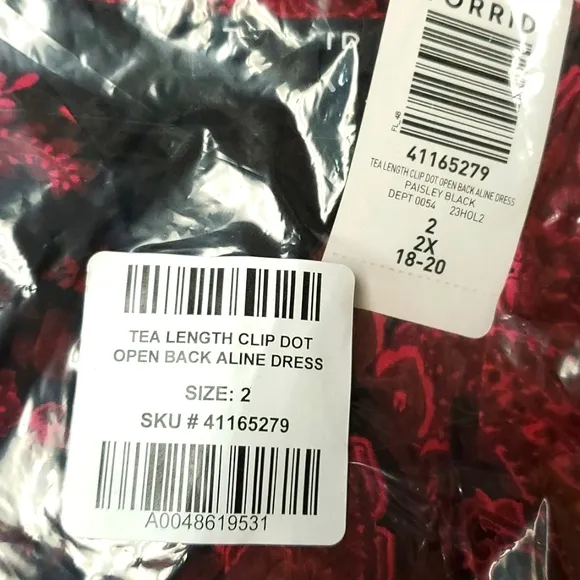 TORRID
FL_48
41165279
TEA LENGTH CLIP DOT OPEN BACK ALINE DRESS
PAISLEY BLACK
DEPT 0054 23HOL2
2
2X
18-20
TEA LENGTH CLIP DOT
OPEN BACK ALINE DRESS
SIZE: 2
SKU # 41165279
A0048619531